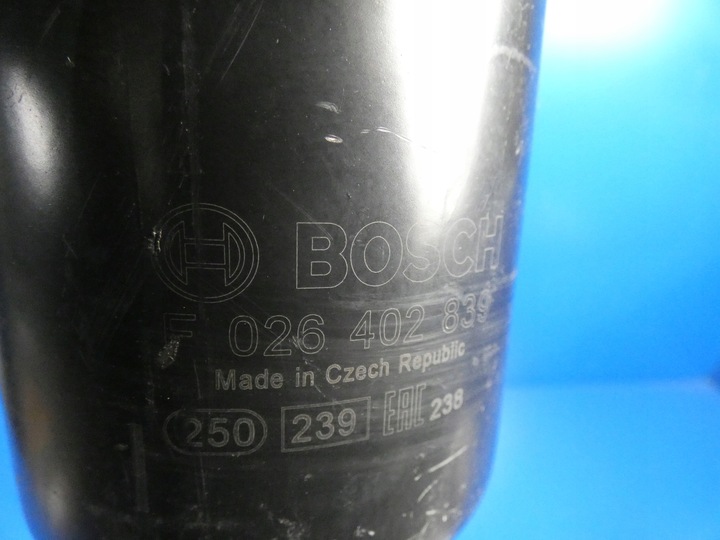 BOSCH
F 026 402 839
Made in Czech Republic
250 239 EAC 238